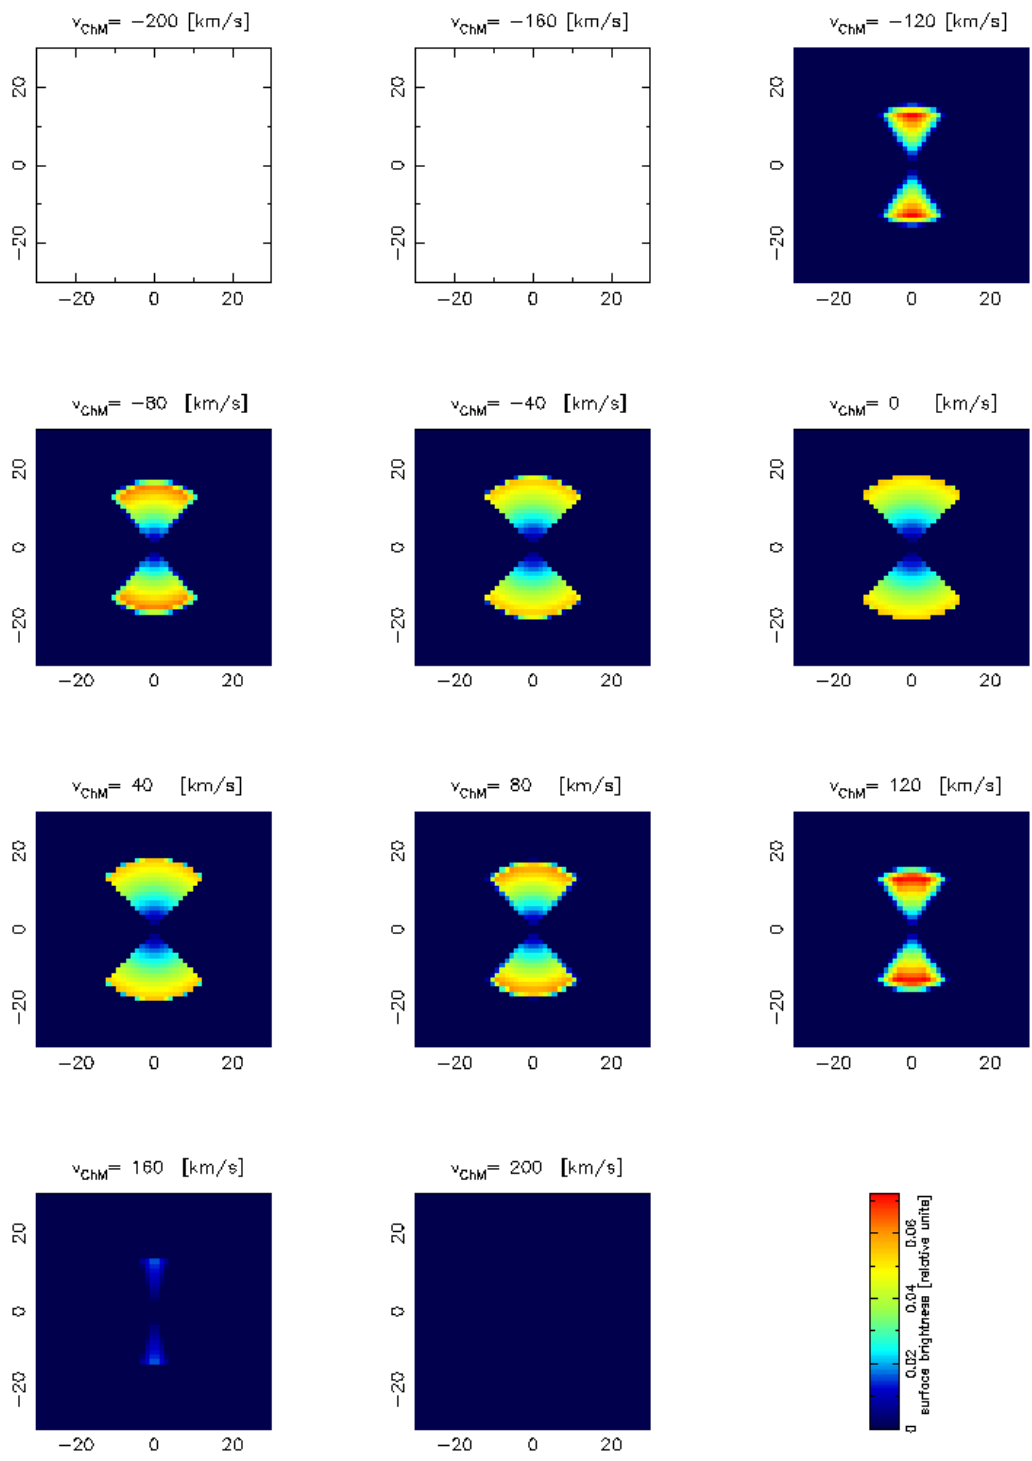 v_ChM= −200 [km/s]
v_ChM= −160 [km/s]
v_ChM= −120 [km/s]
20
0
−20
−20 0 20
20
0
−20
−20 0 20
20
0
−20
−20 0 20
v_ChM= −80 [km/s]
v_ChM= −40 [km/s]
v_ChM= 0 [km/s]
20
0
−20
−20 0 20
20
0
−20
−20 0 20
20
0
−20
−20 0 20
v_ChM= 40 [km/s]
v_ChM= 80 [km/s]
v_ChM= 120 [km/s]
20
0
−20
−20 0 20
20
0
−20
−20 0 20
20
0
−20
−20 0 20
v_ChM= 160 [km/s]
v_ChM= 200 [km/s]
20
0
−20
−20 0 20
20
0
−20
−20 0 20
0 0.02 0.04 0.06
surface brightness [relative units]